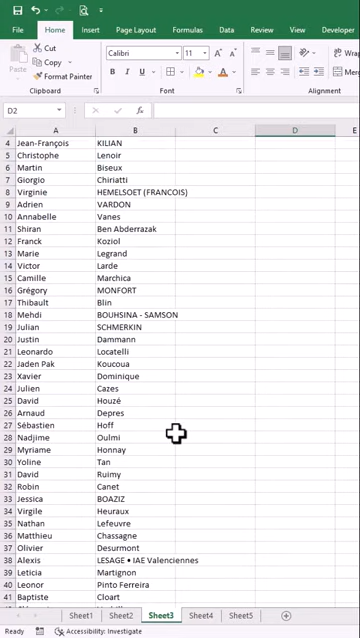 File Home Insert Page Layout Formulas Data Review View Developer
Cut
Copy
Paste
Format Painter
Clipboard
Calibri 11
B I U
Font
Wrap
Merge
Alignment
D2 fx
A B C D E
4 Jean-François KILIAN
5 Christophe Lenoir
6 Martin Biseux
7 Giorgio Chiriatti
8 Virginie HEMELSOET (FRANCOIS)
9 Adrien VARDON
10 Annabelle Vanes
11 Shiran Ben Abderrazak
12 Franck Koziol
13 Marie Legrand
14 Victor Larde
15 Camille Marchica
16 Grégory MONFORT
17 Thibault Blin
18 Mehdi BOUHSINA - SAMSON
19 Julian SCHMERKIN
20 Justin Dammann
21 Leonardo Locatelli
22 Jaden Pak Koucoua
23 Xavier Dominique
24 Julien Cazes
25 David Houzé
26 Arnaud Depres
27 Sébastien Hoff
28 Nadjime Oulmi
29 Myriame Honnay
30 Yoline Tan
31 David Ruimy
32 Robin Canet
33 Jessica BOAZIZ
34 Virgile Heuraux
35 Nathan Lefeuvre
36 Matthieu Chassagne
37 Olivier Desurmont
38 Alexis LESAGE • IAE Valenciennes
39 Leticia Martignon
40 Leonor Pinto Ferreira
41 Baptiste Cloart
Sheet1 Sheet2 Sheet3 Sheet4 Sheet5
Ready Accessibility: Investigate